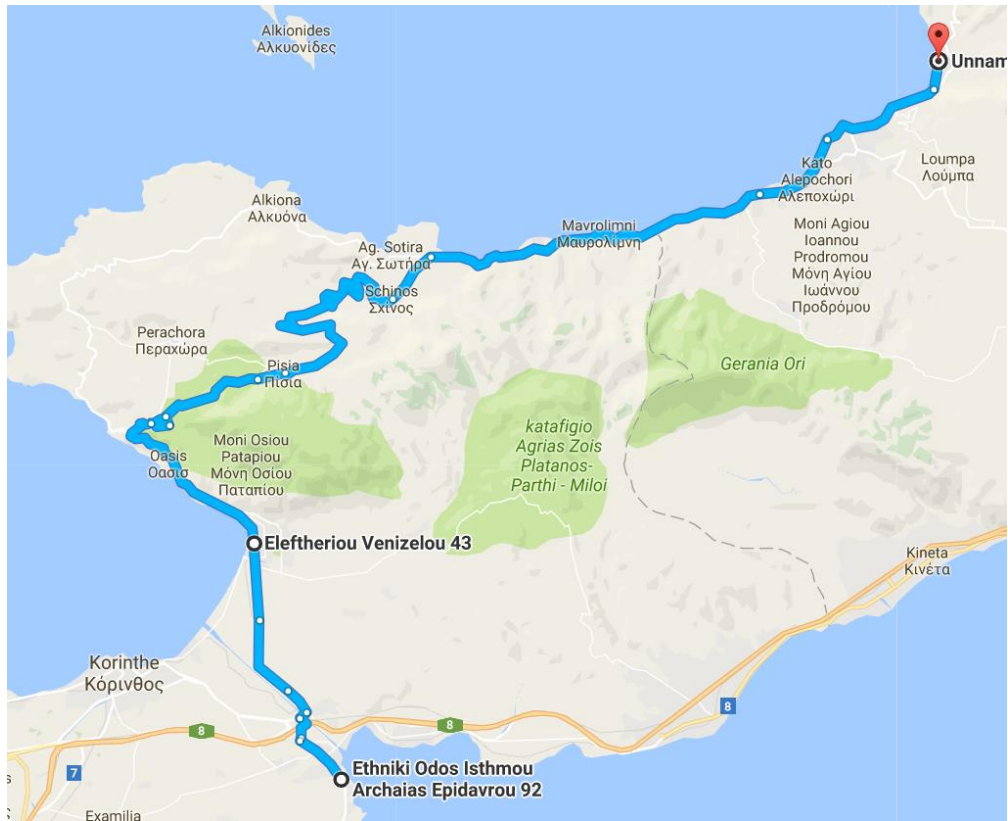 Alkionides
Αλκυονίδες
Unnam
Loumpa
Λούμπα
Kato
Alepochori
Αλεποχώρι
Alkiona
Αλκυόνα
Mavrolimni
Μαυρολίμνη
Moni Agiou
Ioannou
Prodromou
Μόνη Αγίου
Ιωάννου
Προδρόμου
Ag. Sotira
Αγ. Σωτήρα
Schinos
Σχίνος
Perachora
Περαχώρα
Pisia
Πίσια
Gerania Ori
katafigio
Agrias Zois
Platanos-
Parthi - Miloi
Moni Osiou
Patapiou
Μόνη Οσίου
Παταπίου
Oasis
Οασισ
Eleftheriou Venizelou 43
Kineta
Κινέτα
Korinthe
Κόρινθος
8
8
8
7
Ethniki Odos Isthmou
Archaias Epidavrou 92
Examilia